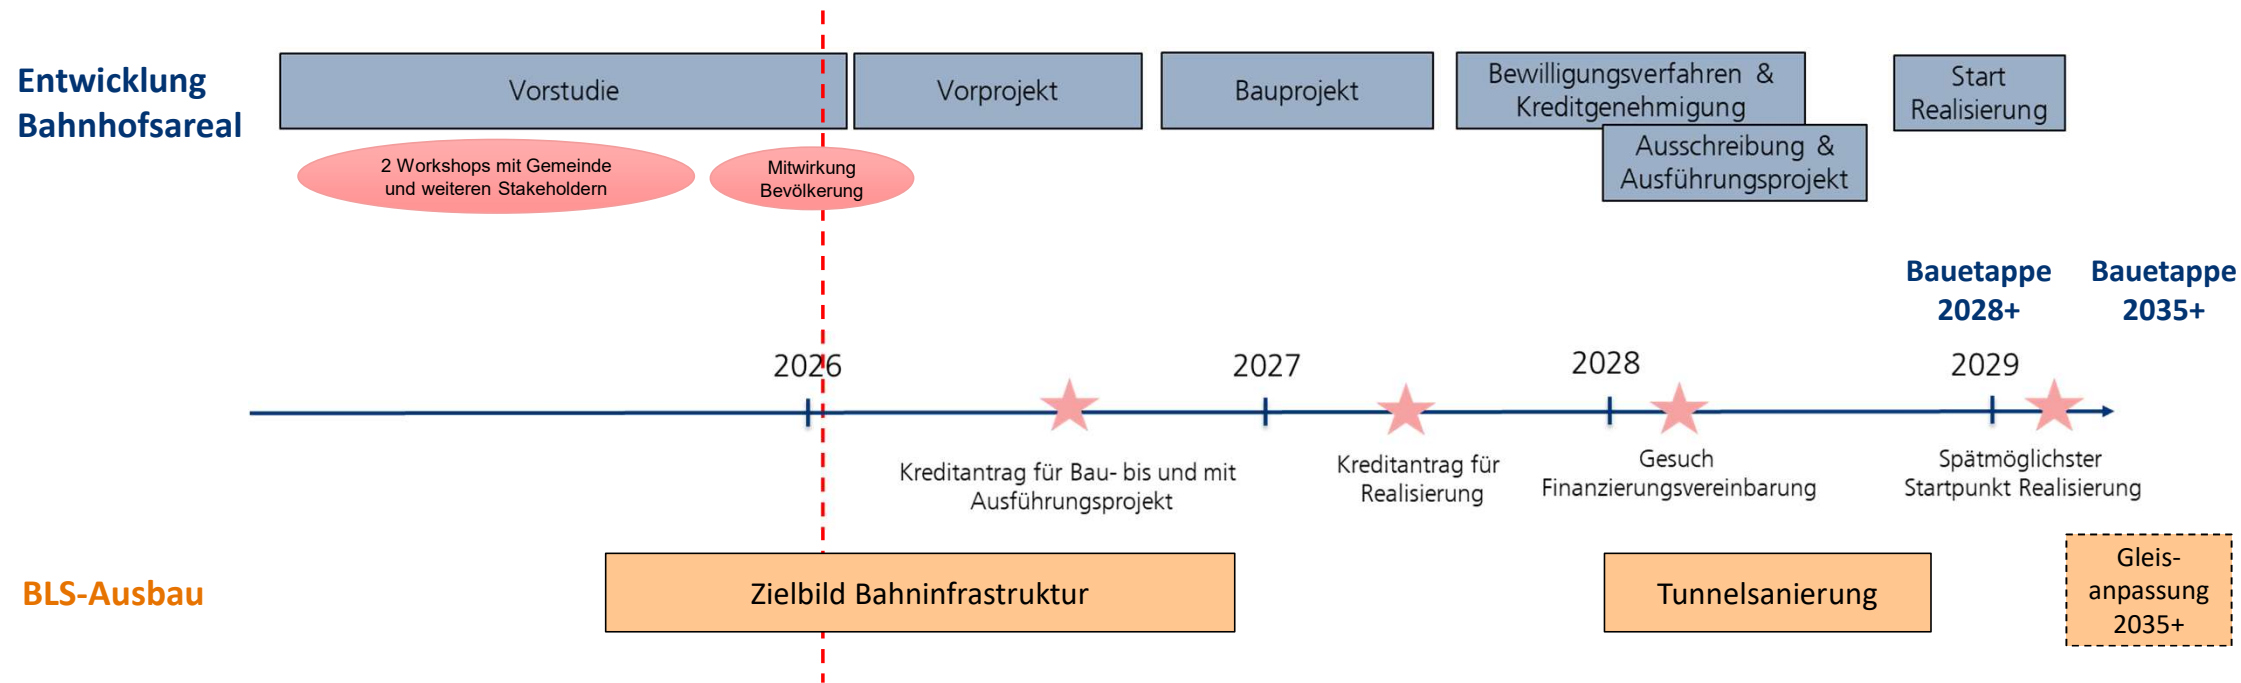 Entwicklung
Bahnhofsareal
Vorstudie
Vorprojekt
Bauprojekt
Bewilligungsverfahren &
Kreditgenehmigung
Start
Realisierung
Ausschreibung &
Ausführungsprojekt
2 Workshops mit Gemeinde
und weiteren Stakeholdern
Mitwirkung
Bevölkerung
Bauetappe
2028+
Bauetappe
2035+
2026
2027
2028
2029
Kreditantrag für Bau- bis und mit
Ausführungsprojekt
Kreditantrag für
Realisierung
Gesuch
Finanzierungsvereinbarung
Spätmöglichster
Startpunkt Realisierung
BLS-Ausbau
Zielbild Bahninfrastruktur
Tunnelsanierung
Gleis-
anpassung
2035+